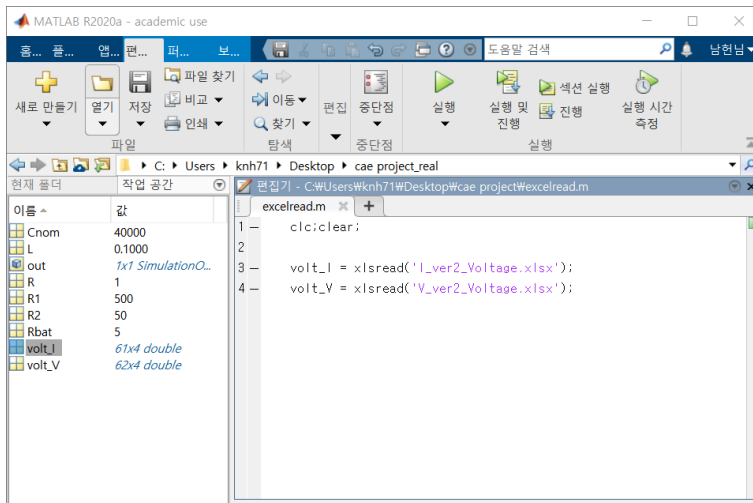 MATLAB R2020a - academic use
홈... 플... 앱... 편... 퍼... 보... 도움말 검색 남헌님
새로 만들기 열기 저장 파일 찾기 비교 인쇄 이동 찾기 편집 중단점 실행 실행 및 진행 섹션 실행 진행 실행 시간 측정
파일 탐색 중단점 실행
C: Users knh71 Desktop cae project_real
현재 폴더 작업 공간
편집기 - C:₩Users₩knh71₩Desktop₩cae project₩excelread.m
이름 값
excelread.m
Cnom 40000
L 0.1000
out 1x1 SimulationO...
R 1
R1 500
R2 50
Rbat 5
volt_I 61x4 double
volt_V 62x4 double
1 clc;clear;
2
3 volt_I = xlsread('I_ver2_Voltage.xlsx');
4 volt_V = xlsread('V_ver2_Voltage.xlsx');